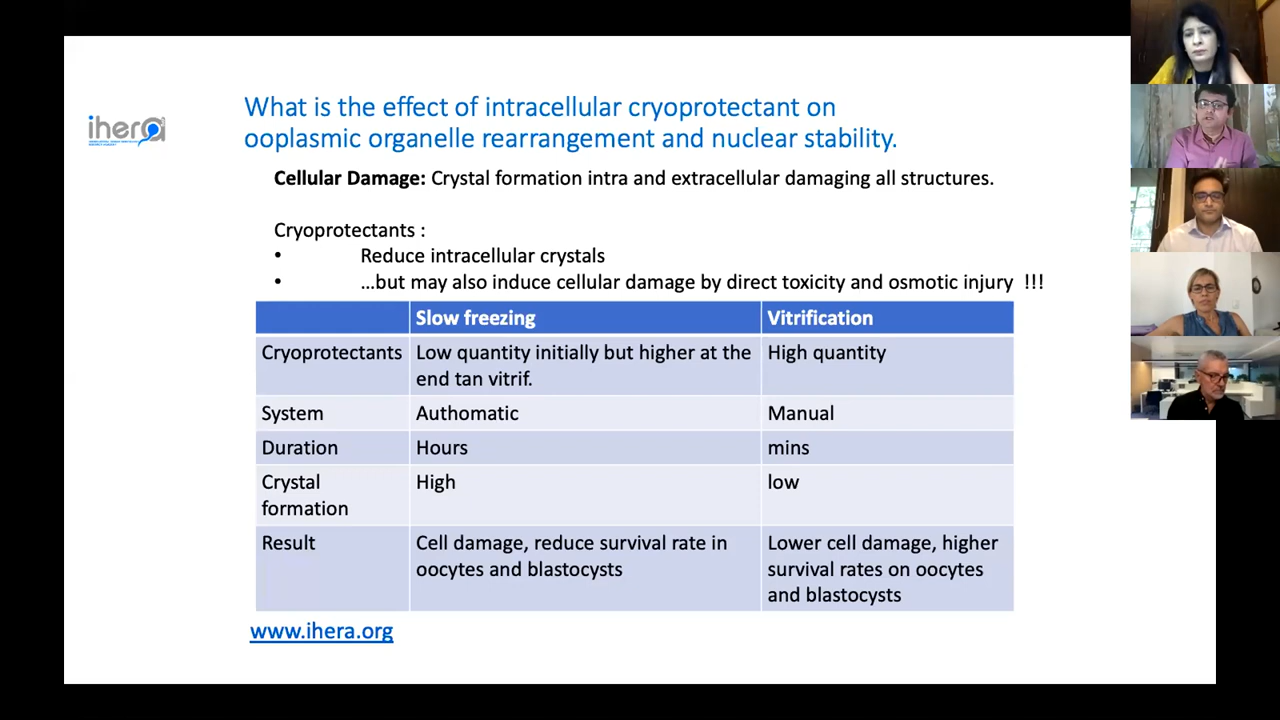 What is the effect of intracellular cryoprotectant on
ooplasmic organelle rearrangement and nuclear stability.
ihera
Cellular Damage: Crystal formation intra and extracellular damaging all structures.
Cryoprotectants :
• Reduce intracellular crystals
• …but may also induce cellular damage by direct toxicity and osmotic injury !!!
Slow freezing Vitrification
Cryoprotectants Low quantity initially but higher at the High quantity
end tan vitrif.
System Authomatic Manual
Duration Hours mins
Crystal High low
formation
Result Cell damage, reduce survival rate in Lower cell damage, higher
oocytes and blastocysts survival rates on oocytes
and blastocysts
www.ihera.org